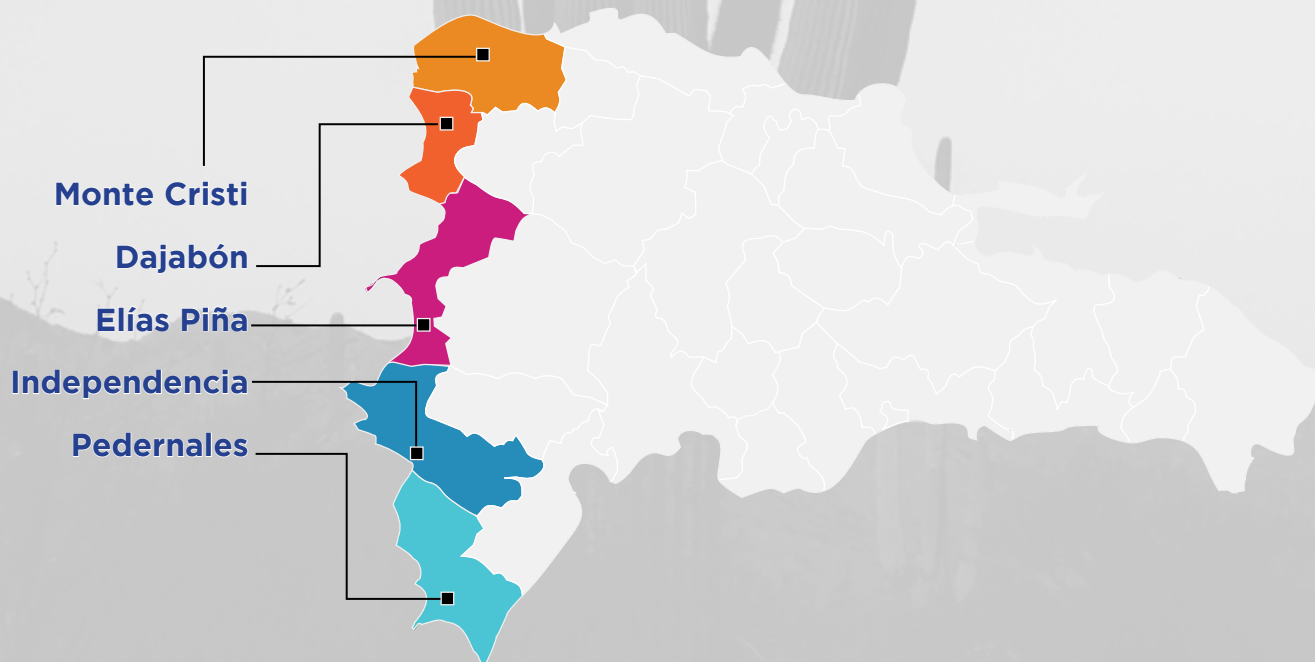 Monte Cristi
Dajabón
Elías Piña
Independencia
Pedernales